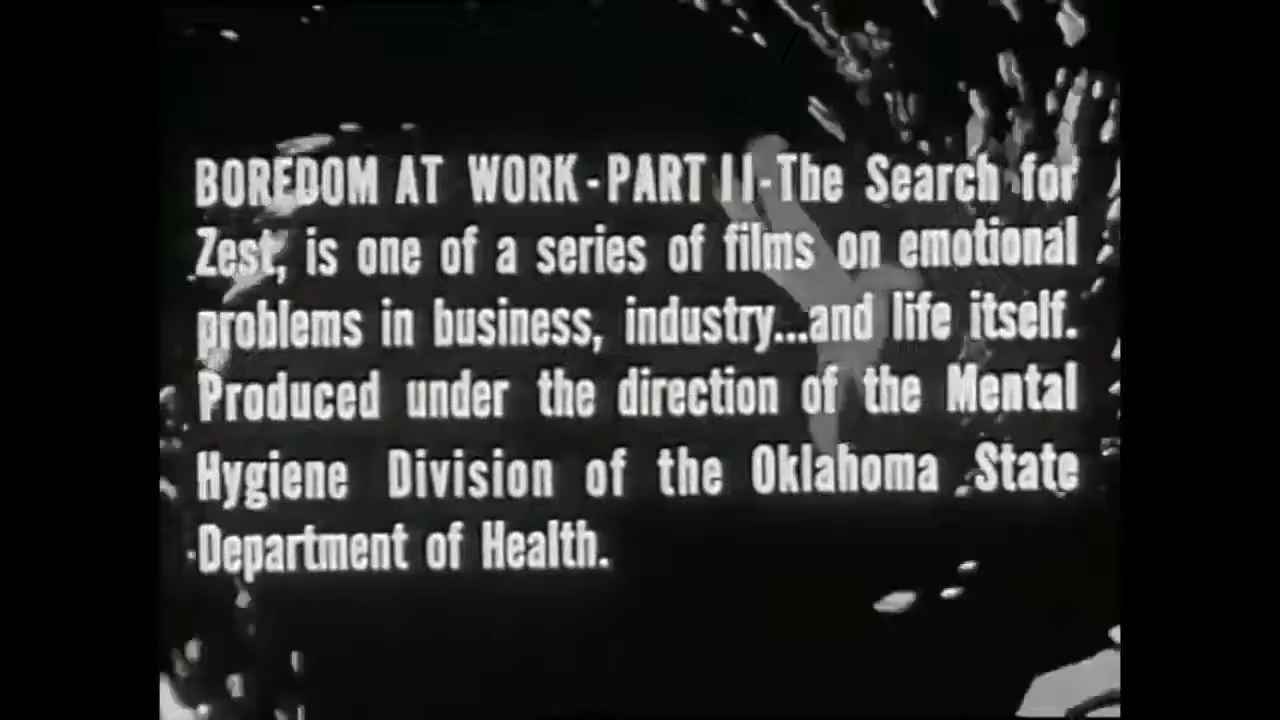 BOREDOM AT WORK-PART II-The Search for
Zest, is one of a series of films on emotional
problems in business, industry...and life itself.
Produced under the direction of the Mental
Hygiene Division of the Oklahoma State
Department of Health.